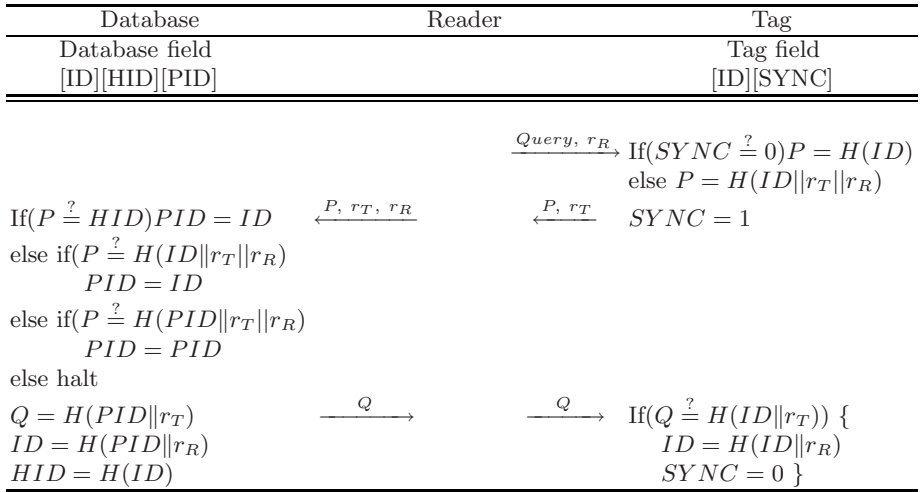 Database Reader Tag
Database field Tag field
[ID][HID][PID] [ID][SYNC]
Query, r_R If(SYNC ?= 0)P = H(ID)
else P = H(ID||r_T||r_R)
If(P ?= HID)PID = ID P, r_T, r_R P, r_T SYNC = 1
else if(P ?= H(ID||r_T||r_R)
PID = ID
else if(P ?= H(PID||r_T||r_R)
PID = PID
else halt
Q = H(PID||r_T) Q Q If(Q ?= H(ID||r_T)) {
ID = H(PID||r_R) ID = H(ID||r_R)
HID = H(ID) SYNC = 0 }